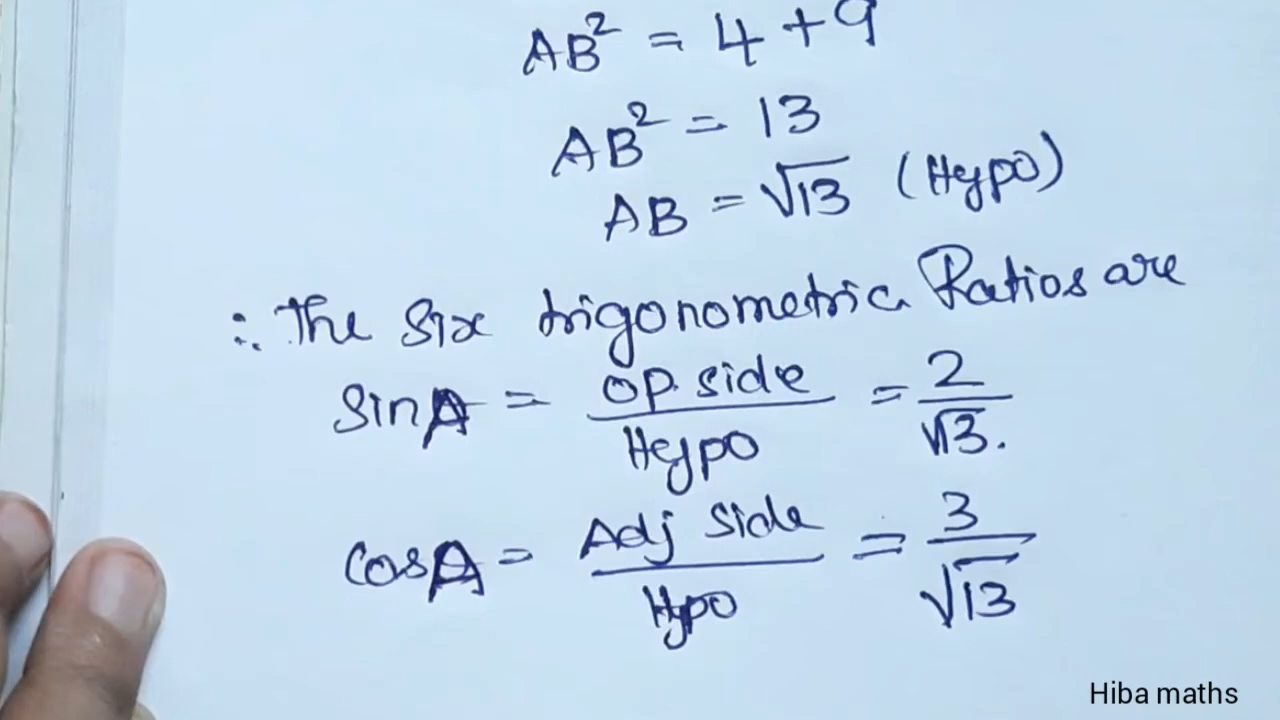 AB² = 4 + 9
AB² = 13
AB = √13 (Hypo)
∴ The six trigonometric Ratios are
SinA = OP. side / Hypo = 2/√13.
CosA = Adj side / Hypo = 3/√13
Hiba maths